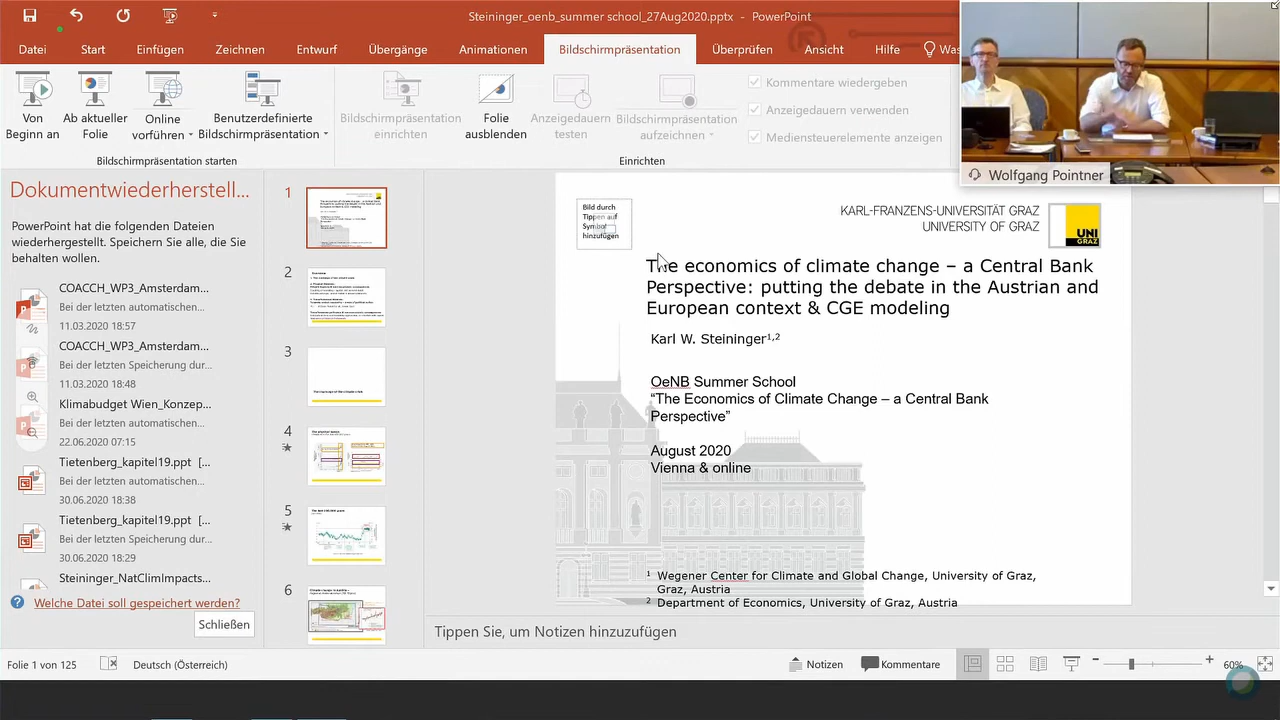 Steininger_oenb_summer school_27Aug2020.pptx - PowerPoint
Datei Start Einfügen Zeichnen Entwurf Übergänge Animationen Bildschirmpräsentation Überprüfen Ansicht Hilfe Was
Von Beginn an
Ab aktueller Folie
Online vorführen
Benutzerdefinierte Bildschirmpräsentation
Bildschirmpräsentation einrichten
Folie ausblenden
Anzeigedauern testen
Bildschirmpräsentation aufzeichnen
Kommentare wiedergeben
Anzeigedauern verwenden
Mediensteuerelemente anzeigen
Bildschirmpräsentation starten
Einrichten
Wolfgang Pointner
Dokumentwiederherstell...
PowerPoint hat die folgenden Dateien
wiederhergestellt. Speichern Sie alle, die Sie
behalten wollen.
COACCH_WP3_Amsterdam...
Bei der letzten automatischen...
11.03.2020 18:57
COACCH_WP3_Amsterdam...
Bei der letzten Speicherung dur...
11.03.2020 18:48
Klimabudget Wien_Konzep...
Bei der letzten automatischen...
22.06.2020 07:15
Tietenberg_kapitel19.ppt [...
Bei der letzten automatischen...
30.06.2020 18:38
Tietenberg_kapitel19.ppt [...
Bei der letzten Speicherung dur...
30.06.2020 18:29
Steininger_NatClimImpacts...
Welche Datei soll gespeichert werden?
Schließen
1
2
3
4
5
6
Bild durch
Tippen auf
Symbol
hinzufügen
KARL-FRANZENS-UNIVERSITÄT GRAZ
UNIVERSITY OF GRAZ
UNI
GRAZ
The economics of climate change – a Central Bank
Perspective: putting the debate in the Austrian and
European context & CGE modeling
Karl W. Steininger¹,²
OeNB Summer School
“The Economics of Climate Change – a Central Bank
Perspective”
August 2020
Vienna & online
¹ Wegener Center for Climate and Global Change, University of Graz,
Graz, Austria
² Department of Economics, University of Graz, Austria
Tippen Sie, um Notizen hinzuzufügen
Folie 1 von 125 Deutsch (Österreich) Notizen Kommentare 60%